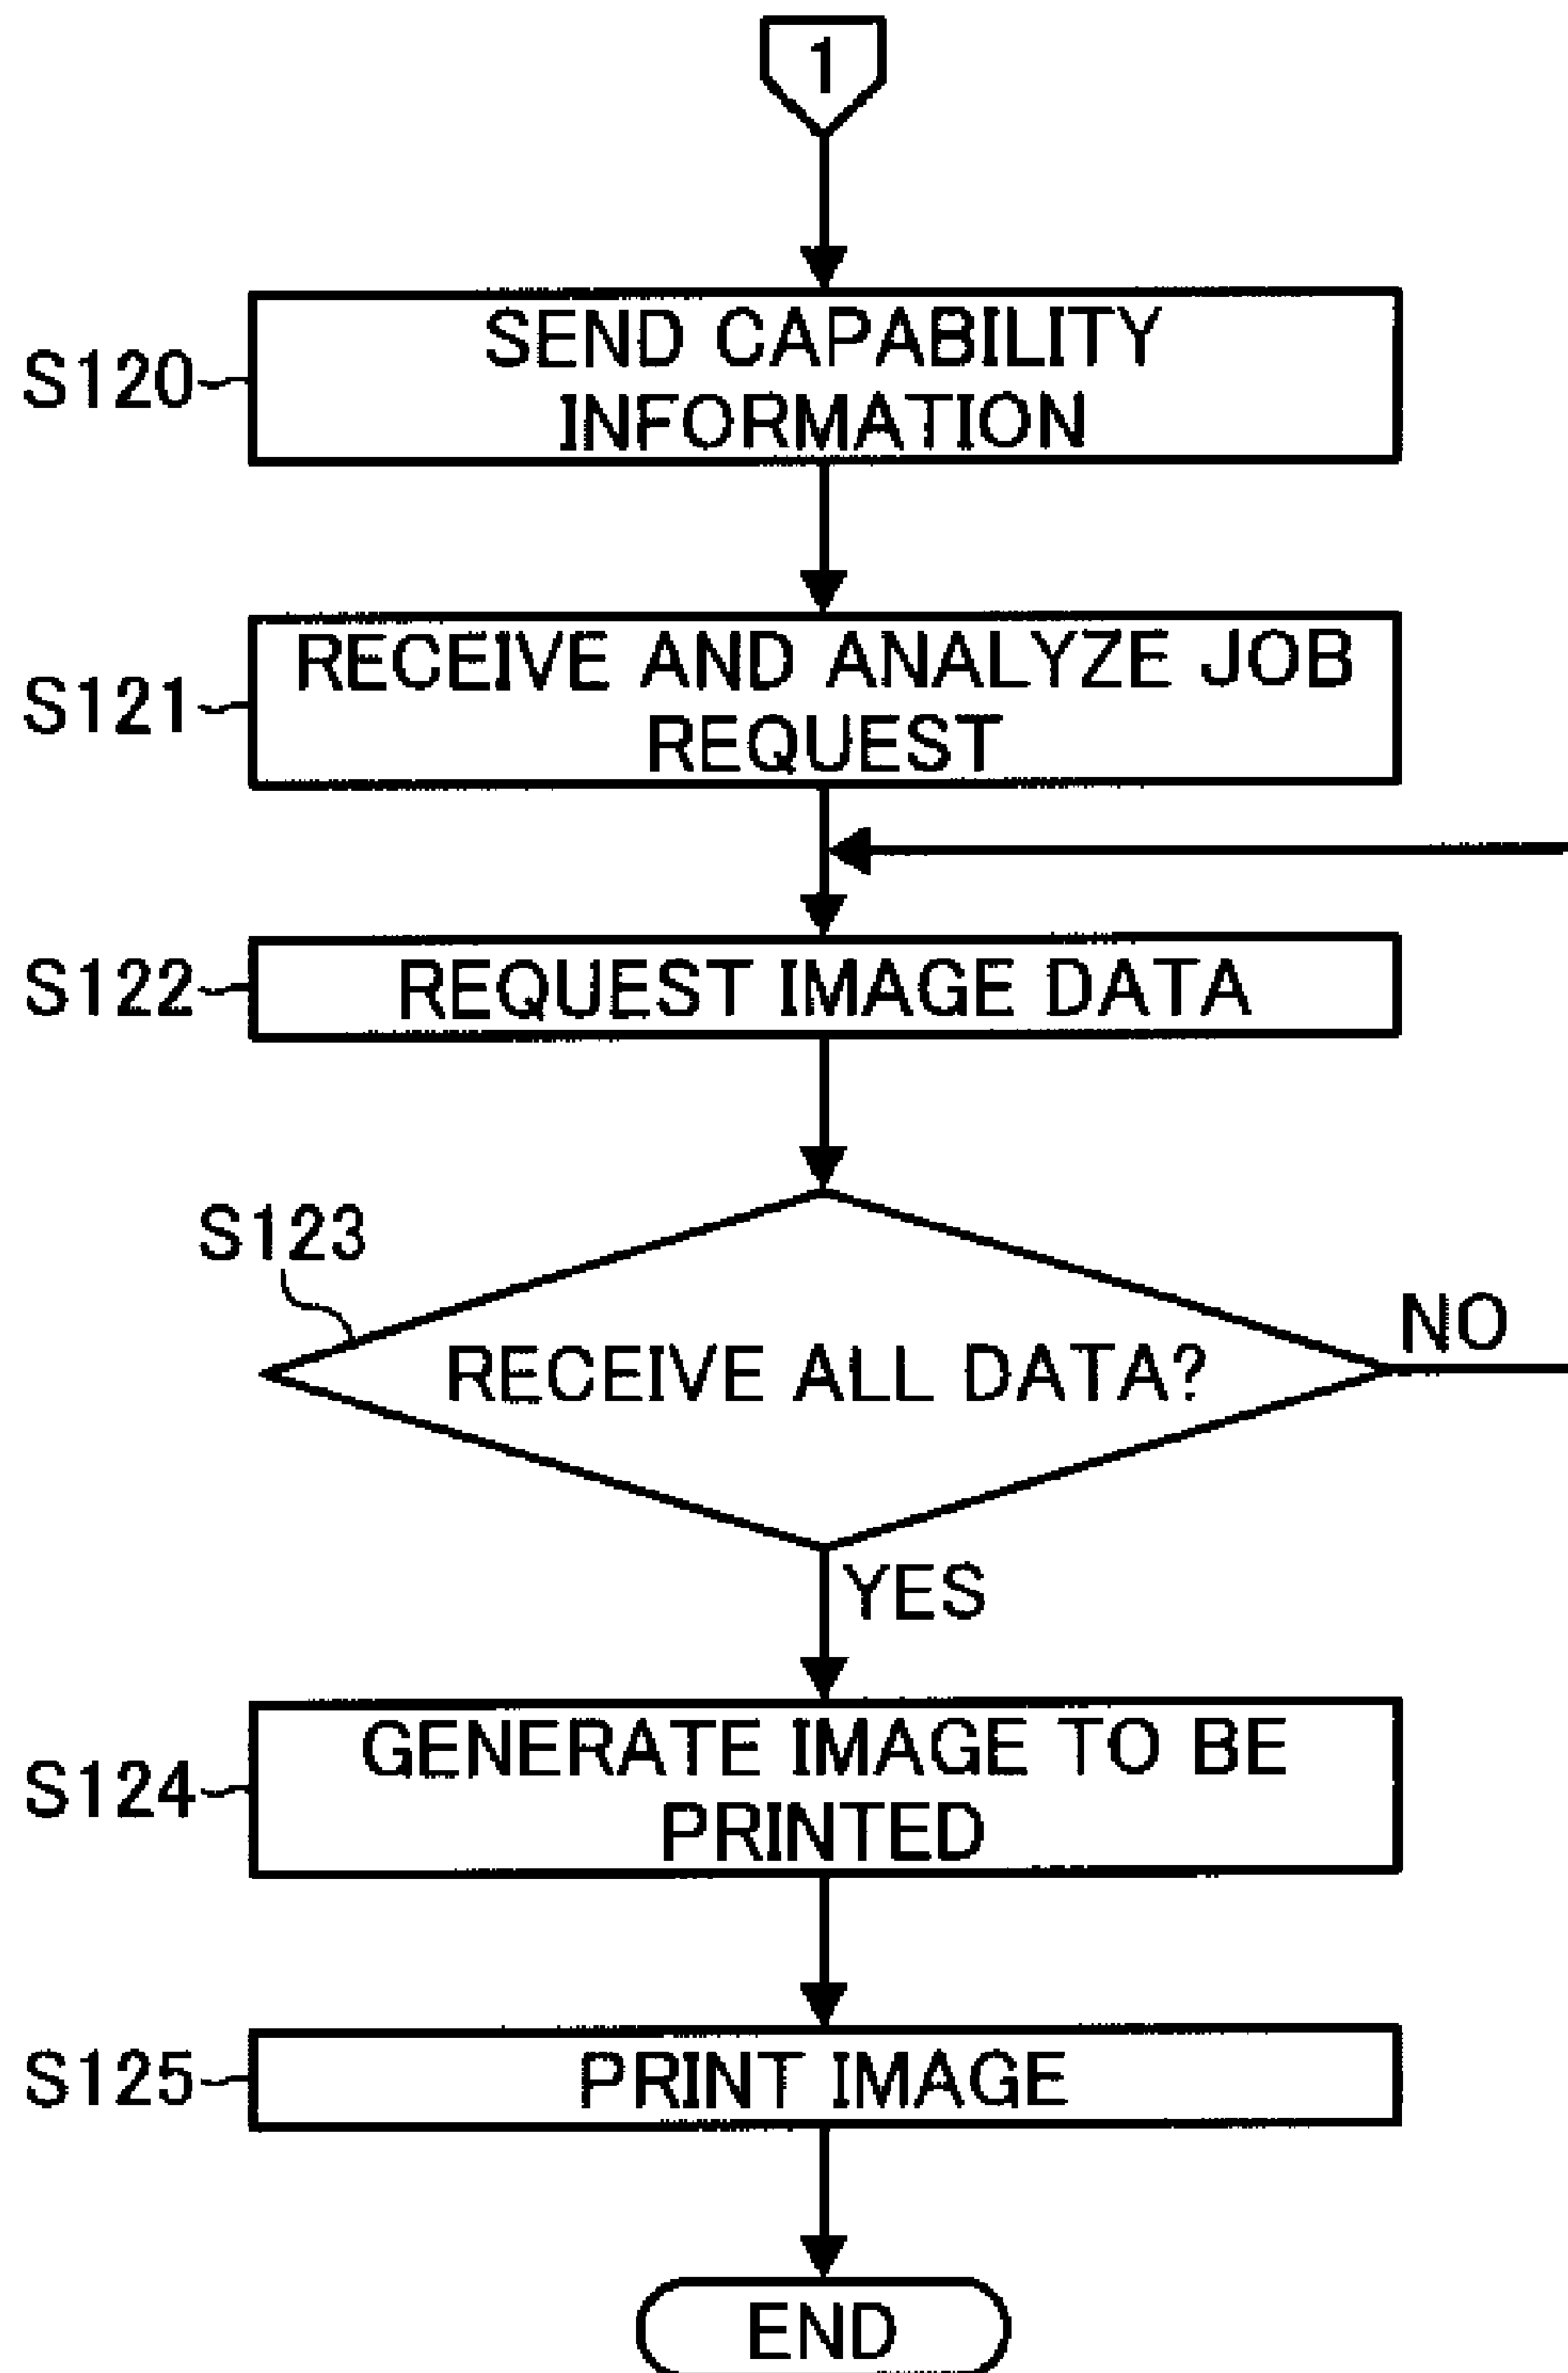 1
S120
SEND CAPABILITY
INFORMATION
S121
RECEIVE AND ANALYZE JOB
REQUEST
S122
REQUEST IMAGE DATA
S123
RECEIVE ALL DATA?
NO
YES
S124
GENERATE IMAGE TO BE
PRINTED
S125
PRINT IMAGE
END